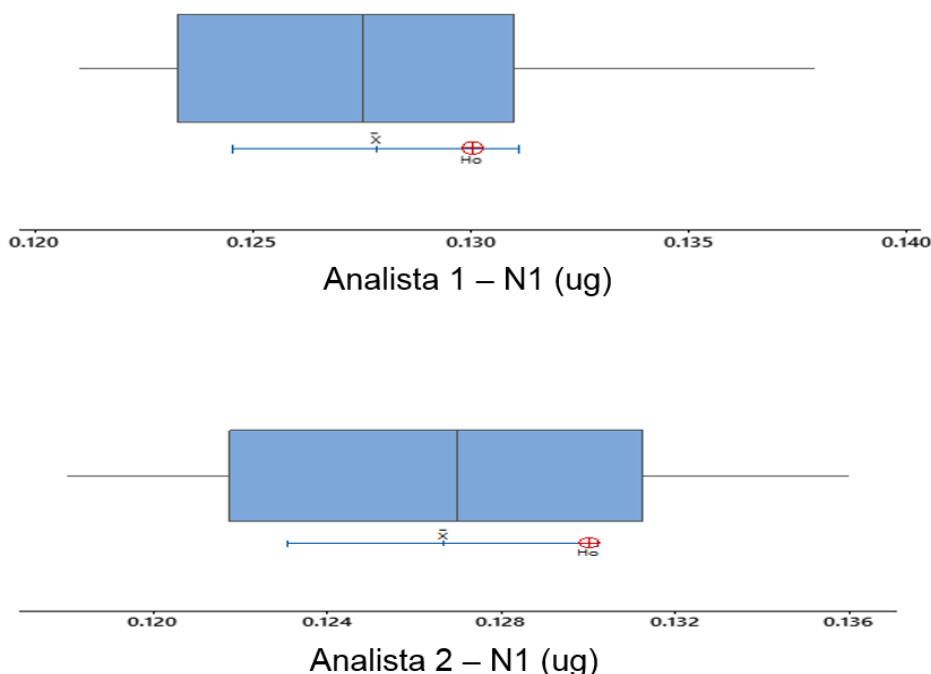 X̄
Ho
0.120 0.125 0.130 0.135 0.140
Analista 1 – N1 (ug)
X̄
Ho
0.120 0.124 0.128 0.132 0.136
Analista 2 – N1 (ug)